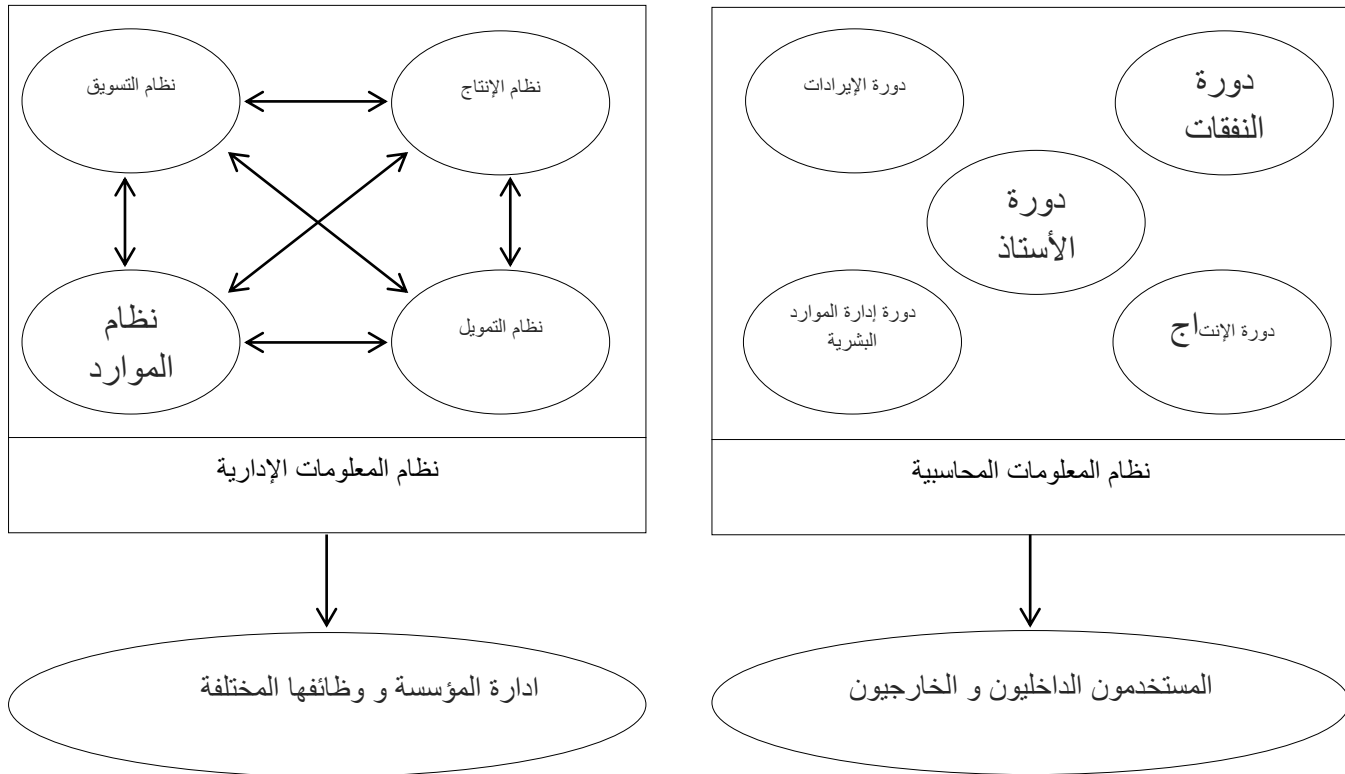 نظام التسويق
نظام الإنتاج
نظام
الموارد
نظام التمويل
نظام المعلومات الإدارية
ادارة المؤسسة و وظائفها المختلفة
دورة الإيرادات
دورة
النفقات
دورة
الأستاذ
دورة إدارة الموارد
البشرية
دورة الإنتاج
نظام المعلومات المحاسبية
المستخدمون الداخليون و الخارجيون